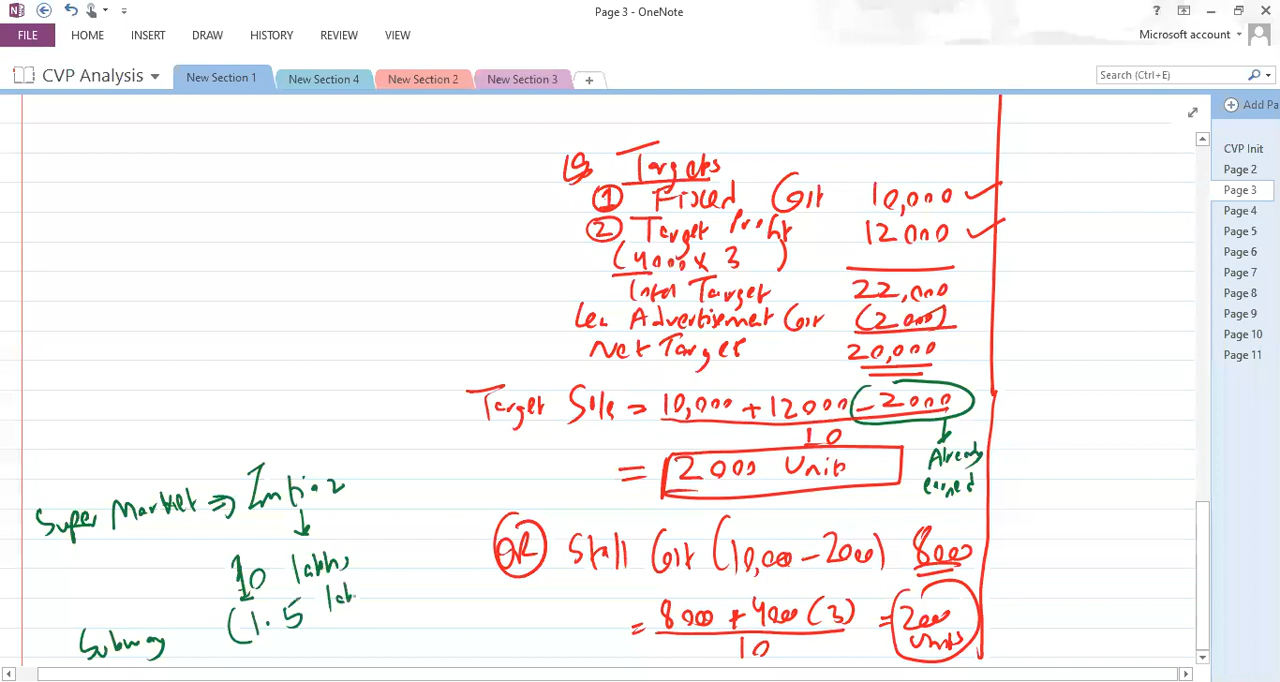 Page 3 - OneNote
FILE HOME INSERT DRAW HISTORY REVIEW VIEW
Microsoft account
CVP Analysis New Section 1 New Section 4 New Section 2 New Section 3
Search (Ctrl+E)
Add Pa
CVP Init
Page 2
Page 3
Page 4
Page 5
Page 6
Page 7
Page 8
Page 9
Page 10
Page 11
Targets
① Fixed Cost 10,000 ✓
② Target Profit 12000 ✓
(4000 x 3 )
Total Target 22,000
Les Advertisement Cost (2000)
Net Target 20,000
Target Sale = 10,000 + 12000 - 2000
10
= 2000 Units
Already
earned
OR Stall Cost (10,000 - 2000) 8000
= 8000 + 4000 (3) = 2000
Units
10
Super Market ⇒ Imtiaz
10 lakhs
(1.5 lak
Subway